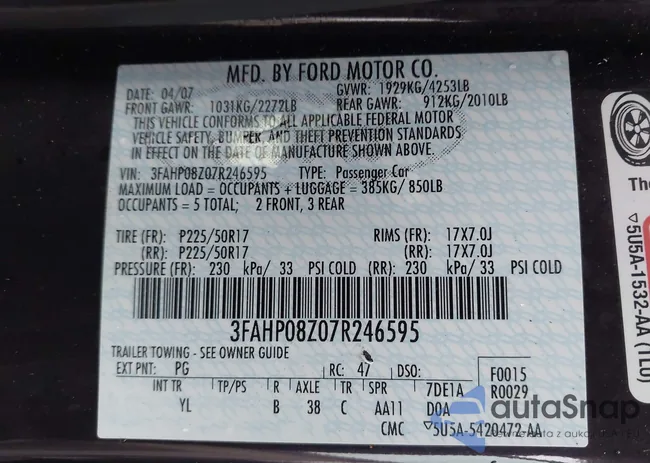 MFD. BY FORD MOTOR CO.
DATE: 04/07 GVWR: 1929KG/4253LB
FRONT GAWR: 1031KG/2272LB REAR GAWR: 912KG/2010LB
THIS VEHICLE CONFORMS TO ALL APPLICABLE FEDERAL MOTOR
VEHICLE SAFETY, BUMPER, AND THEFT PREVENTION STANDARDS
IN EFFECT ON THE DATE OF MANUFACTURE SHOWN ABOVE.
VIN: 3FAHP08Z07R246595 TYPE: Passenger Car
MAXIMUM LOAD = OCCUPANTS + LUGGAGE = 385KG/ 850LB
OCCUPANTS = 5 TOTAL; 2 FRONT, 3 REAR
TIRE (FR): P225/50R17 RIMS (FR): 17X7.0J
(RR): P225/50R17 (RR): 17X7.0J
PRESSURE (FR): 230 kPa/ 33 PSI COLD (RR): 230 kPa/ 33 PSI COLD
3FAHP08Z07R246595
TRAILER TOWING - SEE OWNER GUIDE
EXT PNT: PG RC: 47 DSO: F0015
INT TR TP/PS R AXLE TR SPR 7DE1A R0029
YL B 38 C AA11 DOA
CMC ▽5U5A-5420472-AA
The
▽5U5A-1532-AA (TLU)
autoSnap